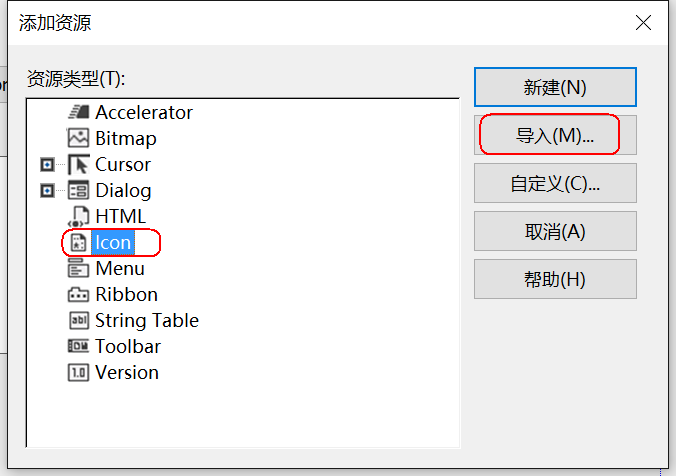 添加资源
资源类型(T):
Accelerator
Bitmap
Cursor
Dialog
HTML
Icon
Menu
Ribbon
String Table
Toolbar
Version
新建(N)
导入(M)...
自定义(C)...
取消(A)
帮助(H)